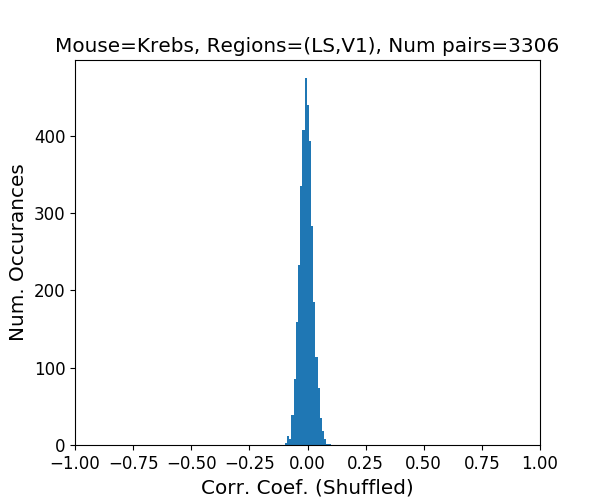 Mouse=Krebs, Regions=(LS,V1), Num pairs=3306
Num. Occurances
400
300
200
100
0
−1.00 −0.75 −0.50 −0.25 0.00 0.25 0.50 0.75 1.00
Corr. Coef. (Shuffled)